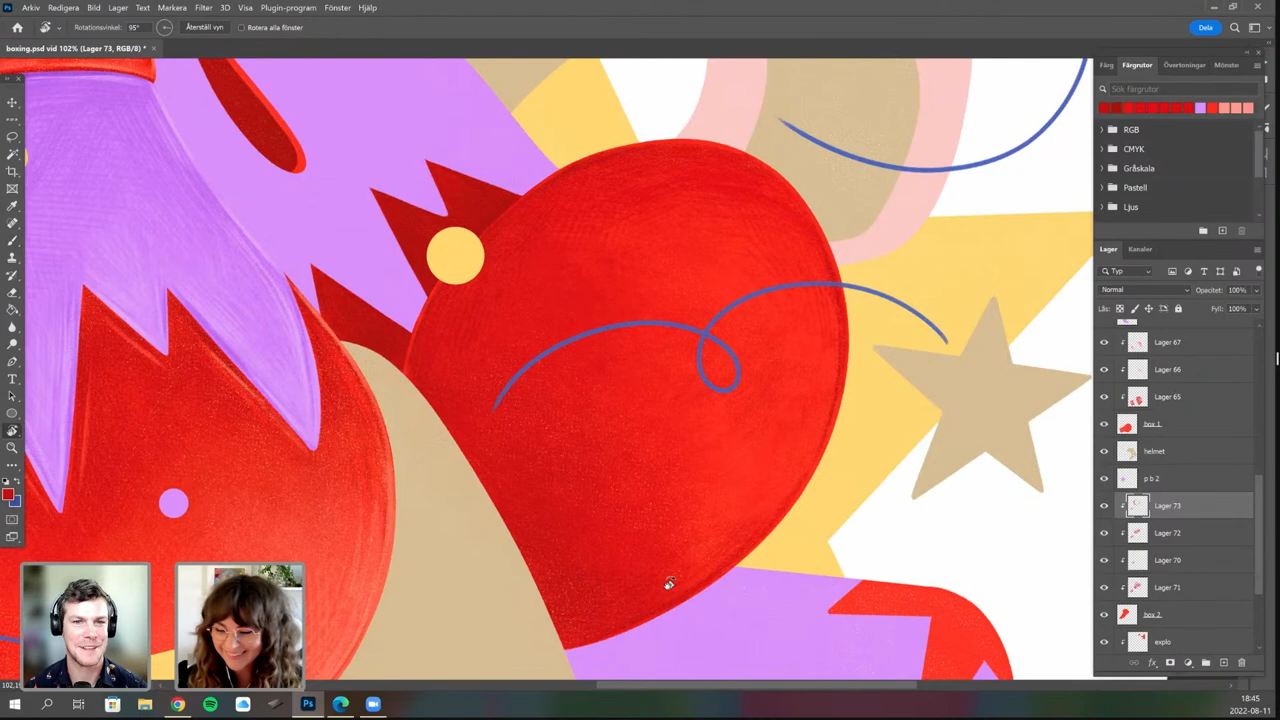 Arkiv Redigera Bild Lager Text Markera Filter 3D Visa Plugin-program Fönster Hjälp
Rotationsvinkel: 95° Återställ vyn Rotera alla fönster Dela
boxing.psd vid 102% (Lager 73, RGB/8) *
Färg Färgrutor Övertoningar Mönste
Sök färgrutor
RGB
CMYK
Gråskala
Pastell
Ljus
Lager Kanaler
Typ
Normal Opacitet: 100%
Lås: Fyll: 100%
Lager 67
Lager 66
Lager 65
box 1
helmet
p b 2
Lager 73
Lager 72
Lager 70
Lager 71
box 2
explo
18:45
2022-08-11